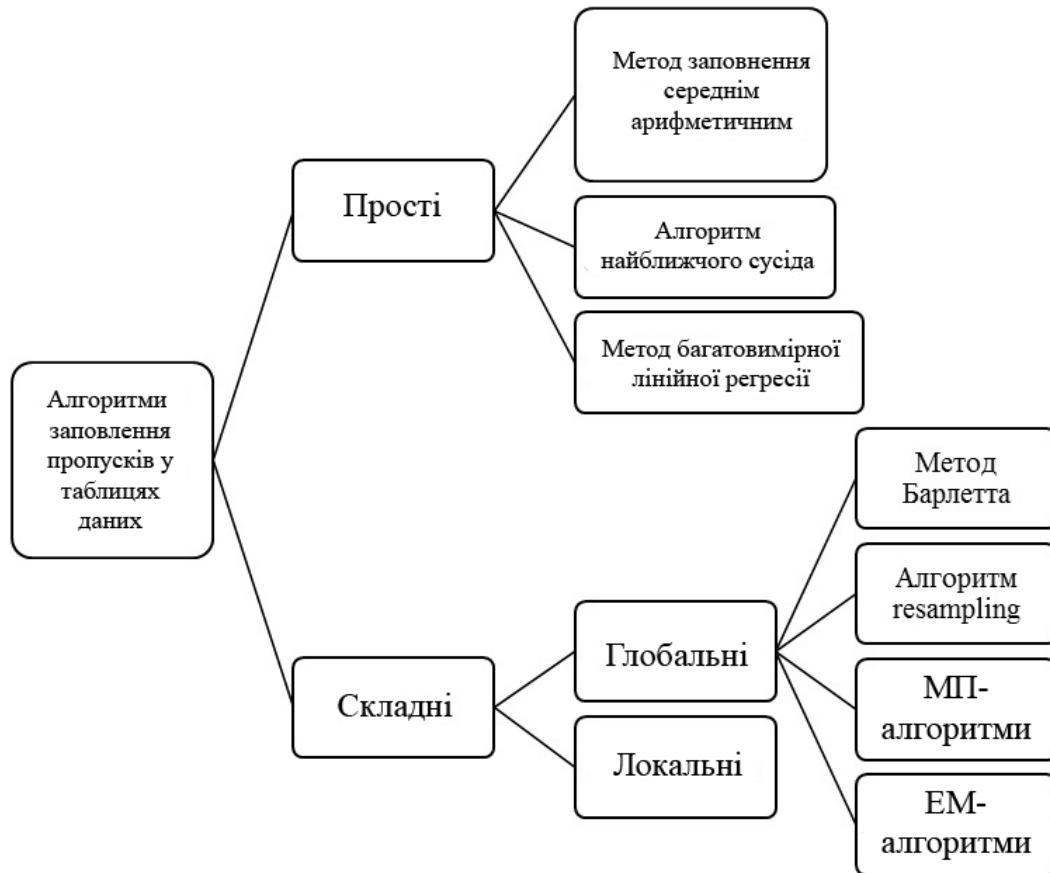 Алгоритми
заповлення
пропусків у
таблицях
даних
Прості
Метод заповнення
середнім
арифметичним
Алгоритм
найближчого сусіда
Метод багатовимірної
лінійної регресії
Складні
Глобальні
Метод
Барлетта
Алгоритм
resampling
МП-
алгоритми
ЕМ-
алгоритми
Локальні